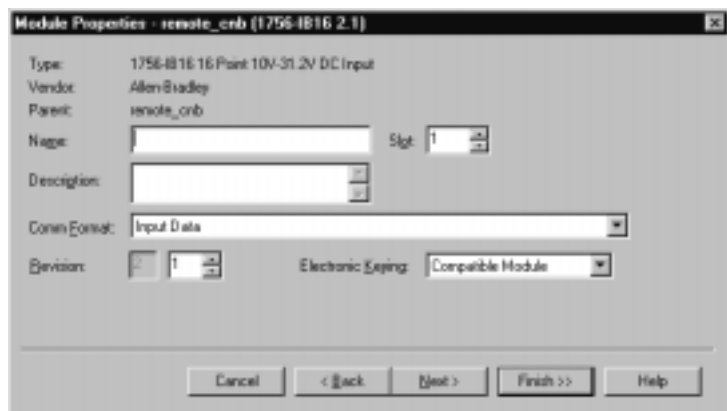 Module Properties - remote_cnb (1756-IB16 2.1)
Type: 1756-IB16 16 Point 10V-31.2V DC Input
Vendor: Allen-Bradley
Parent: remote_cnb
Name: Slot: 1
Description:
Comm Format: Input Data
Revision: 2 1 Electronic Keying: Compatible Module
Cancel < Back Next > Finish >> Help